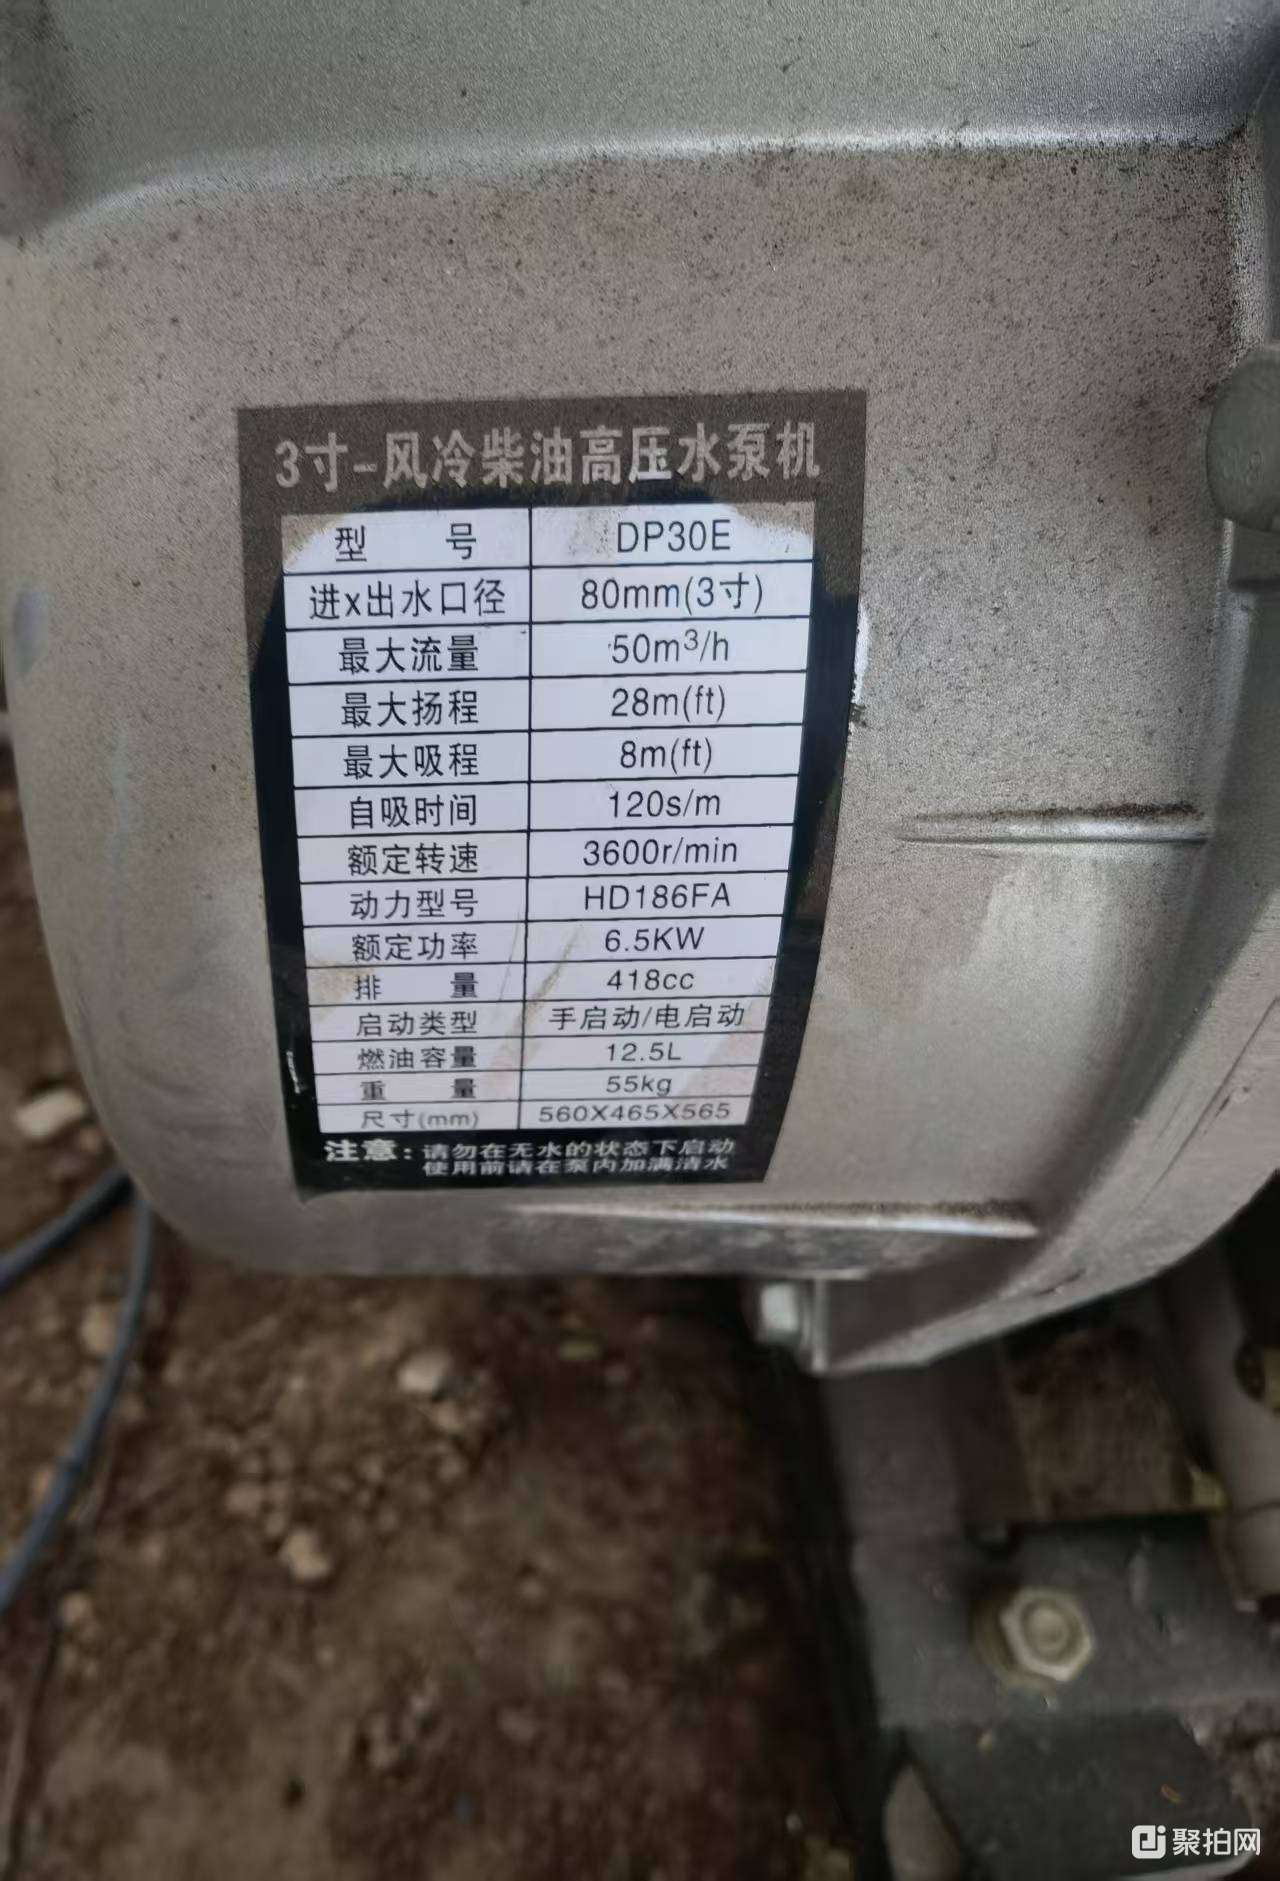 3寸-风冷柴油高压水泵机
型 号 DP30E
进x出水口径 80mm(3寸)
最大流量 50m³/h
最大扬程 28m(ft)
最大吸程 8m(ft)
自吸时间 120s/m
额定转速 3600r/min
动力型号 HD186FA
额定功率 6.5KW
排 量 418cc
启动类型 手启动/电启动
燃油容量 12.5L
重 量 55kg
尺寸(mm) 560X465X565
注意:请勿在无水的状态下启动
使用前请在泵内加满清水
聚拍网